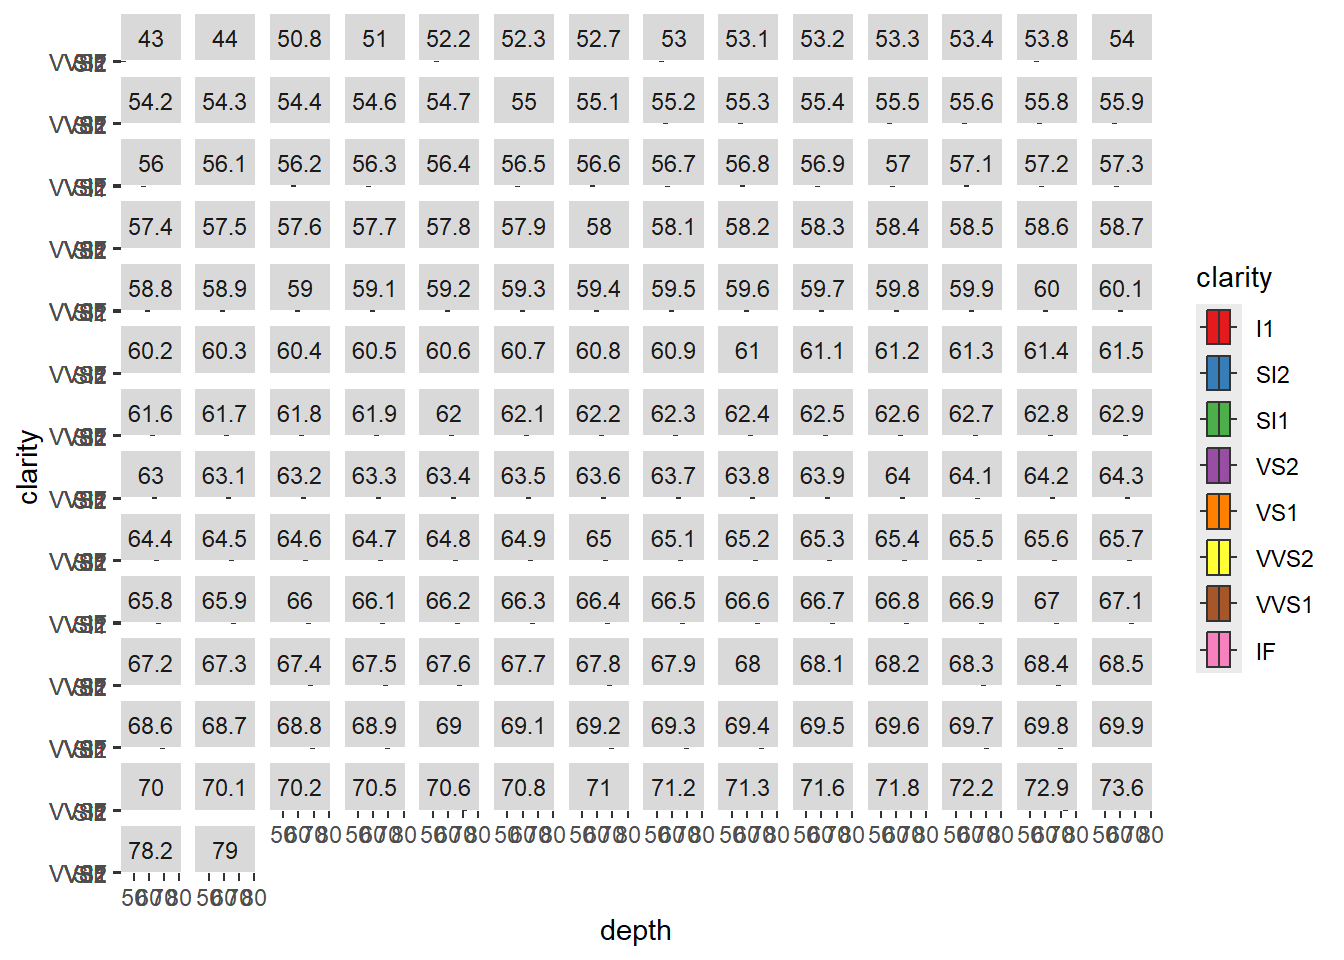 43 44 50.8 51 52.2 52.3 52.7 53 53.1 53.2 53.3 53.4 53.8 54
54.2 54.3 54.4 54.6 54.7 55 55.1 55.2 55.3 55.4 55.5 55.6 55.8 55.9
56 56.1 56.2 56.3 56.4 56.5 56.6 56.7 56.8 56.9 57 57.1 57.2 57.3
57.4 57.5 57.6 57.7 57.8 57.9 58 58.1 58.2 58.3 58.4 58.5 58.6 58.7
58.8 58.9 59 59.1 59.2 59.3 59.4 59.5 59.6 59.7 59.8 59.9 60 60.1
60.2 60.3 60.4 60.5 60.6 60.7 60.8 60.9 61 61.1 61.2 61.3 61.4 61.5
61.6 61.7 61.8 61.9 62 62.1 62.2 62.3 62.4 62.5 62.6 62.7 62.8 62.9
63 63.1 63.2 63.3 63.4 63.5 63.6 63.7 63.8 63.9 64 64.1 64.2 64.3
64.4 64.5 64.6 64.7 64.8 64.9 65 65.1 65.2 65.3 65.4 65.5 65.6 65.7
65.8 65.9 66 66.1 66.2 66.3 66.4 66.5 66.6 66.7 66.8 66.9 67 67.1
67.2 67.3 67.4 67.5 67.6 67.7 67.8 67.9 68 68.1 68.2 68.3 68.4 68.5
68.6 68.7 68.8 68.9 69 69.1 69.2 69.3 69.4 69.5 69.6 69.7 69.8 69.9
70 70.1 70.2 70.5 70.6 70.8 71 71.2 71.3 71.6 71.8 72.2 72.9 73.6
78.2 79
depth
clarity
clarity
I1
SI2
SI1
VS2
VS1
VVS2
VVS1
IF